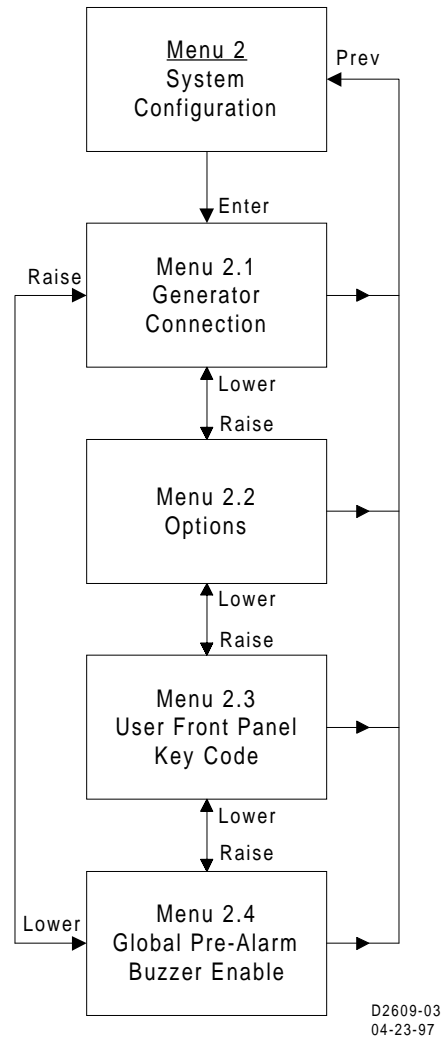 Menu 2
System
Configuration
Prev
Enter
Raise
Menu 2.1
Generator
Connection
Lower
Raise
Menu 2.2
Options
Lower
Raise
Menu 2.3
User Front Panel
Key Code
Lower
Raise
Lower
Menu 2.4
Global Pre-Alarm
Buzzer Enable
D2609-03
04-23-97